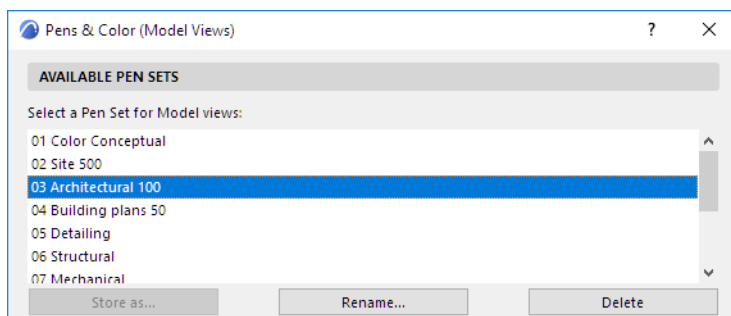 Pens & Color (Model Views) ?
AVAILABLE PEN SETS
Select a Pen Set for Model views:
01 Color Conceptual
02 Site 500
03 Architectural 100
04 Building plans 50
05 Detailing
06 Structural
07 Mechanical
Store as... Rename... Delete